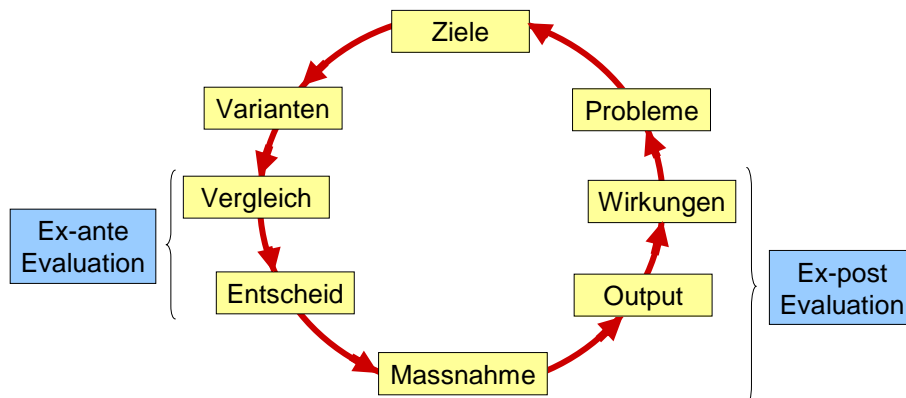 Ziele
Varianten
Probleme
Vergleich
Wirkungen
Ex-ante
Evaluation
Ex-post
Evaluation
Entscheid
Output
Massnahme